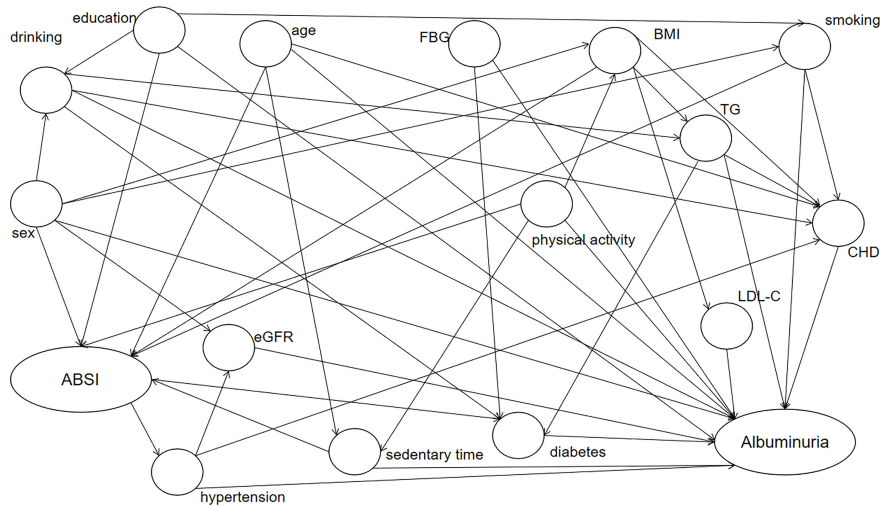 education
smoking
drinking
age
FBG
BMI
TG
sex
physical activity
CHD
LDL-C
eGFR
ABSI
Albuminuria
sedentary time
diabetes
hypertension